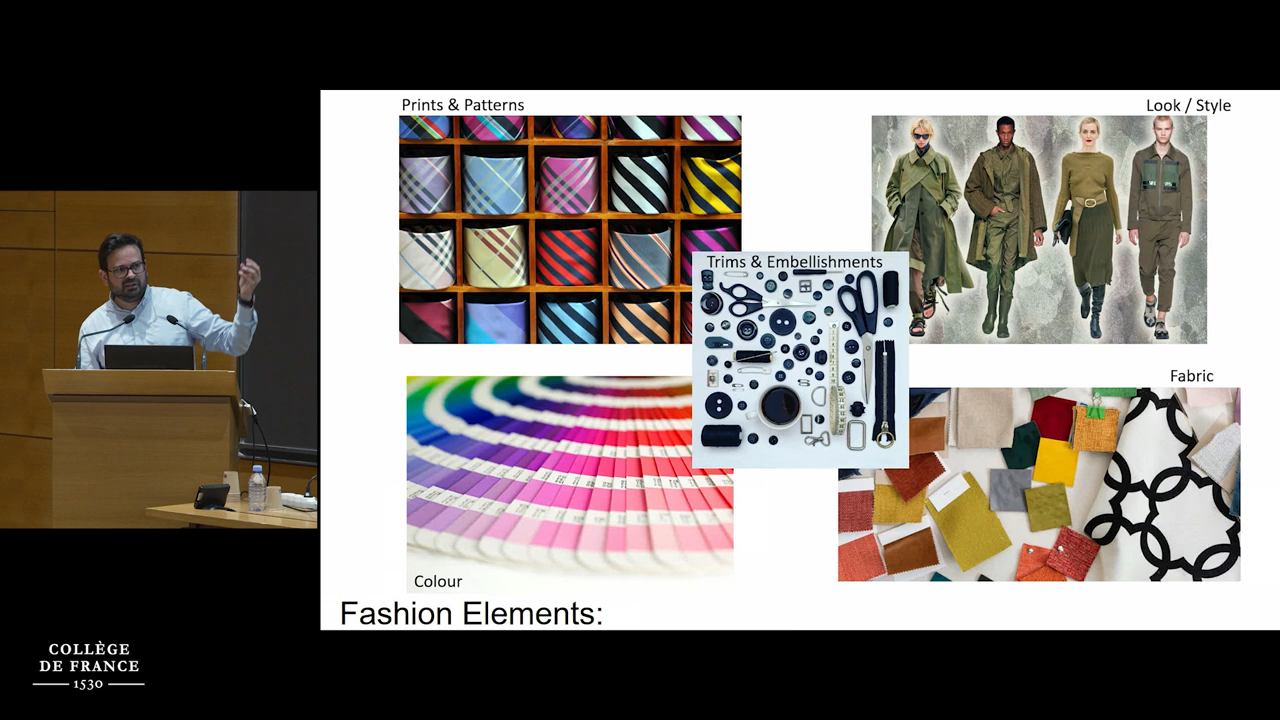 Prints & Patterns
Look / Style
Trims & Embellishments
Fabric
Colour
Fashion Elements:
COLLÈGE
DE FRANCE
1530